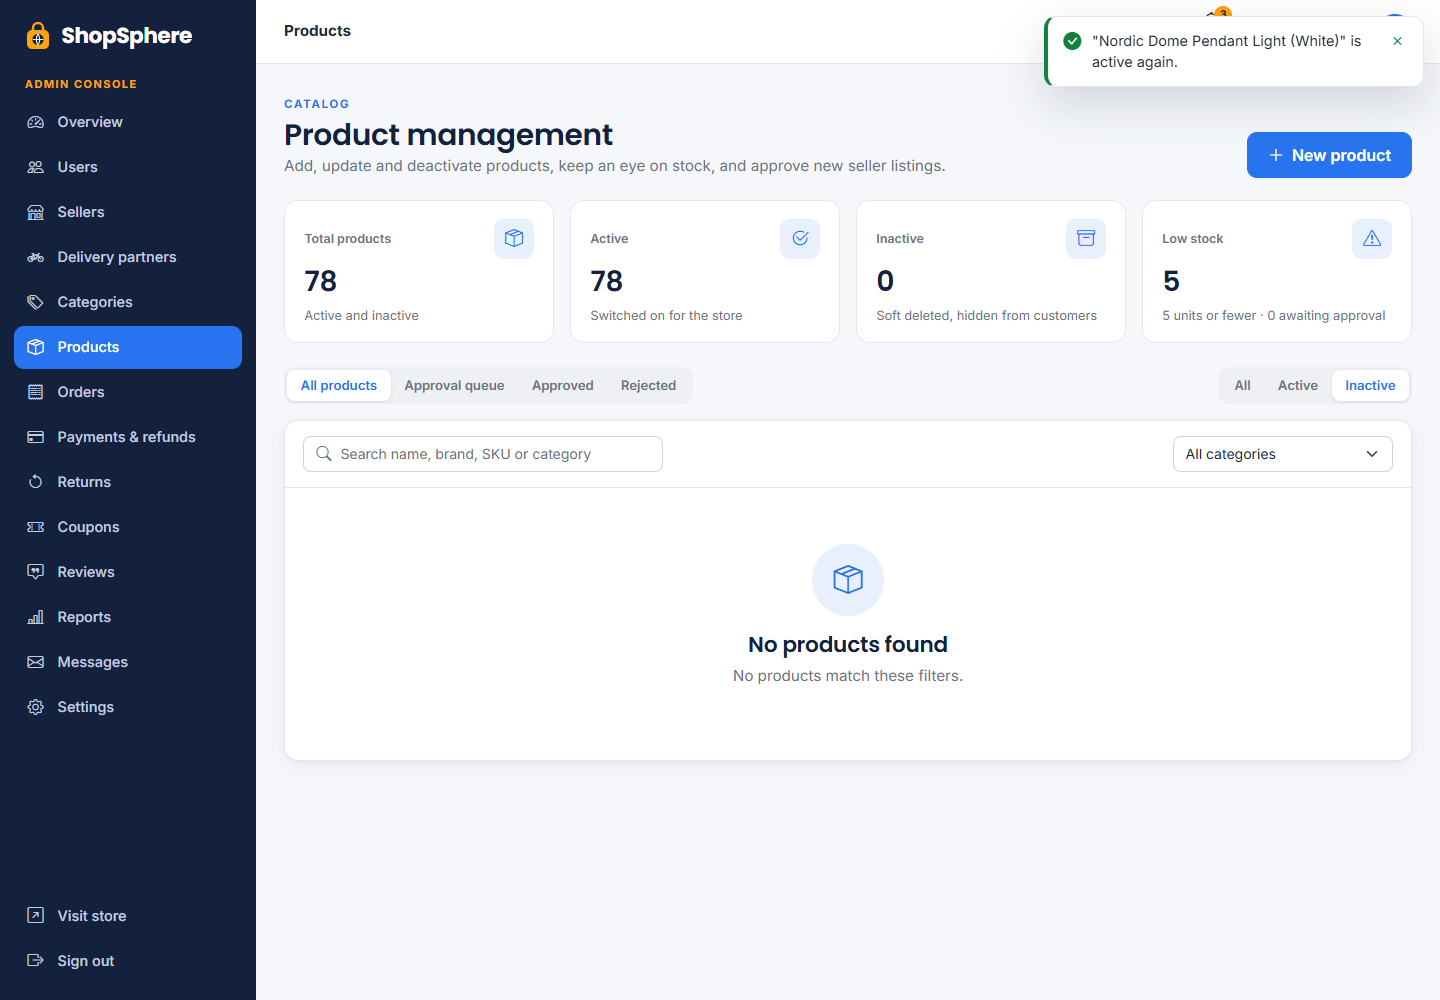 ShopSphere
ADMIN CONSOLE
Overview
Users
Sellers
Delivery partners
Categories
Products
Orders
Payments & refunds
Returns
Coupons
Reviews
Reports
Messages
Settings
Visit store
Sign out
Products
3
"Nordic Dome Pendant Light (White)" is
active again.
CATALOG
Product management
Add, update and deactivate products, keep an eye on stock, and approve new seller listings.
New product
Total products
78
Active and inactive
Active
78
Switched on for the store
Inactive
0
Soft deleted, hidden from customers
Low stock
5
5 units or fewer · 0 awaiting approval
All products Approval queue Approved Rejected
All Active Inactive
Search name, brand, SKU or category
All categories
No products found
No products match these filters.